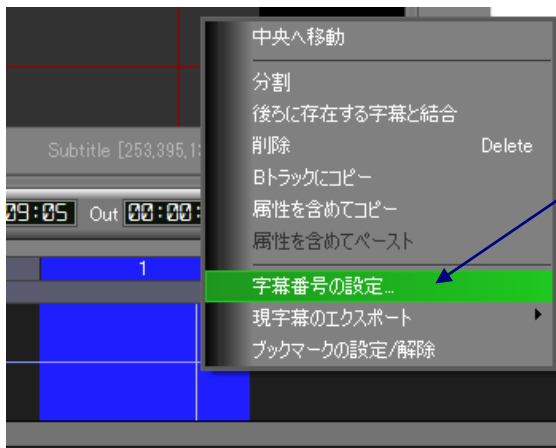 中央へ移動
分割
後ろに存在する字幕と結合
削除 Delete
Bトラックにコピー
属性を含めてコピー
属性を含めてペースト
字幕番号の設定...
現字幕のエクスポート
ブックマークの設定/解除
Subtitle [253,395,1
09:05 Out 00:00:
1